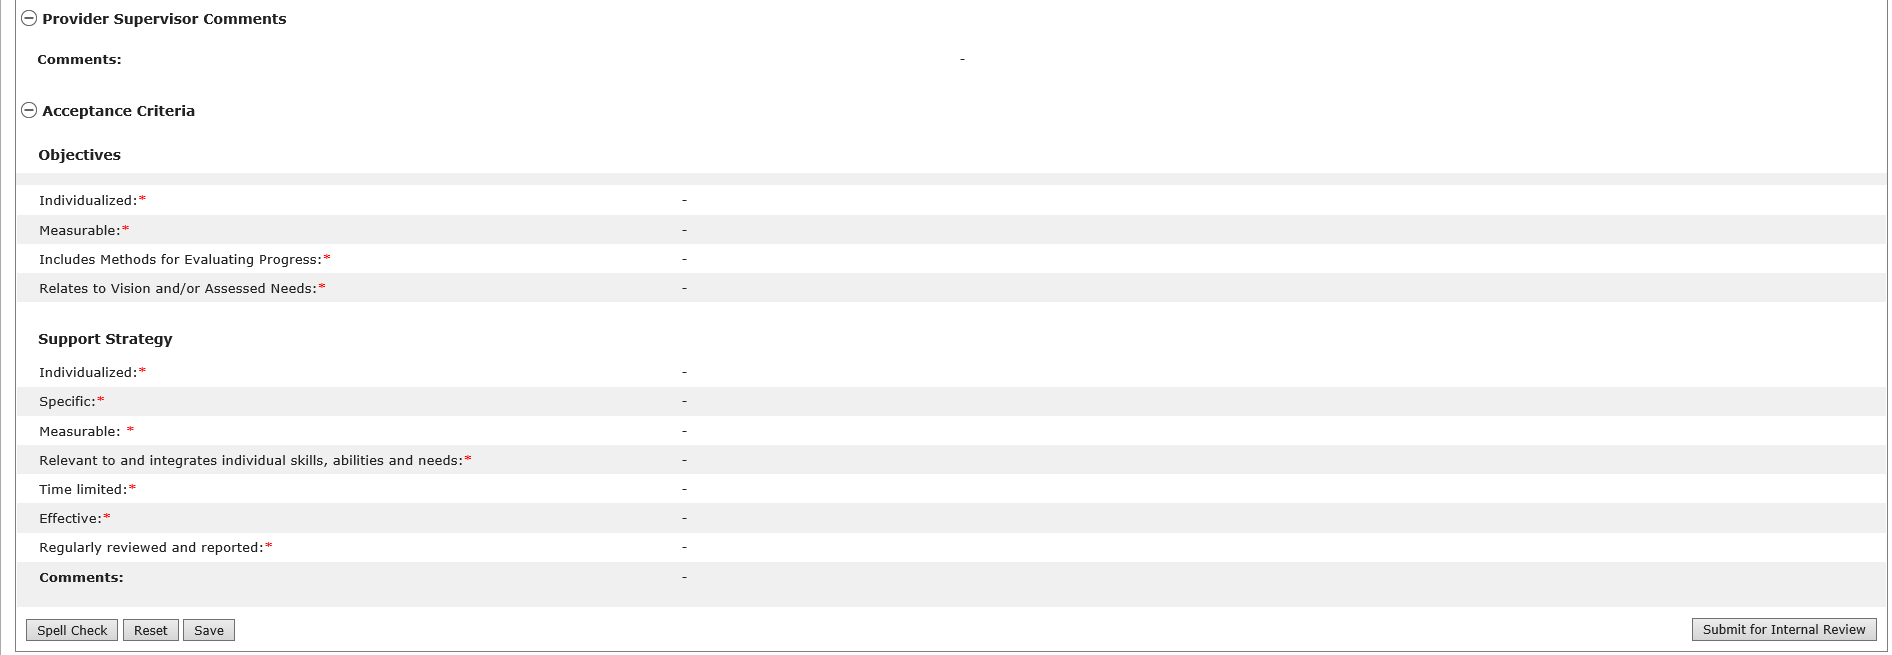 Provider Supervisor Comments
Comments: -
Acceptance Criteria
Objectives
Individualized:* -
Measurable:* -
Includes Methods for Evaluating Progress:* -
Relates to Vision and/or Assessed Needs:* -
Support Strategy
Individualized:* -
Specific:* -
Measurable: * -
Relevant to and integrates individual skills, abilities and needs:* -
Time limited:* -
Effective:* -
Regularly reviewed and reported:* -
Comments: -
Spell Check Reset Save Submit for Internal Review